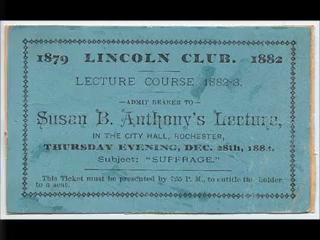 1879 LINCOLN CLUB. 1882
LECTURE COURSE, 1882-3.
—ADMIT BEARER TO—
Susan B. Anthony's Lecture,
IN THE CITY HALL, ROCHESTER,
THURSDAY EVENING, DEC. 28th, 1882.
Subject: "SUFFRAGE."
This Ticket must be presented by 7:55 P. M., to entitle the holder
to a seat.